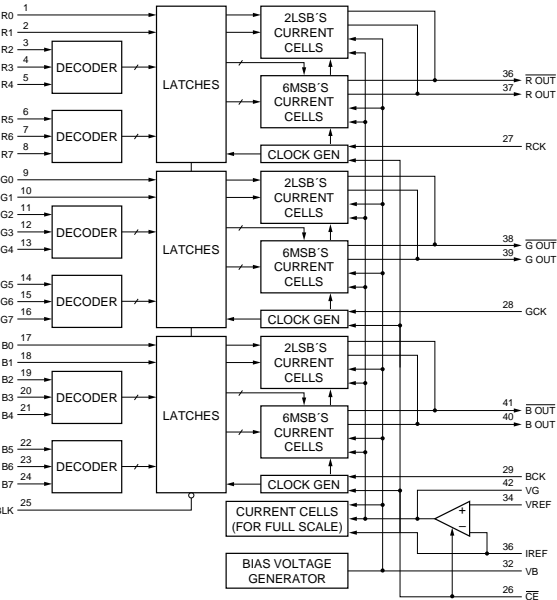 R0 1
R1 2
R2 3
R3 4
R4 5
DECODER
R5 6
R6 7
R7 8
DECODER
LATCHES
2LSB´S
CURRENT
CELLS
6MSB´S
CURRENT
CELLS
CLOCK GEN
36 R OUT
37 R OUT
27 RCK
G0 9
G1 10
G2 11
G3 12
G4 13
DECODER
G5 14
G6 15
G7 16
DECODER
LATCHES
2LSB´S
CURRENT
CELLS
6MSB´S
CURRENT
CELLS
CLOCK GEN
38 G OUT
39 G OUT
28 GCK
B0 17
B1 18
B2 19
B3 20
B4 21
DECODER
B5 22
B6 23
B7 24
DECODER
LATCHES
2LSB´S
CURRENT
CELLS
6MSB´S
CURRENT
CELLS
CLOCK GEN
41 B OUT
40 B OUT
29 BCK
42 VG
34 VREF
25
CURRENT CELLS
(FOR FULL SCALE)
+
–
36 IREF
BIAS VOLTAGE
GENERATOR
32 VB
26 CE